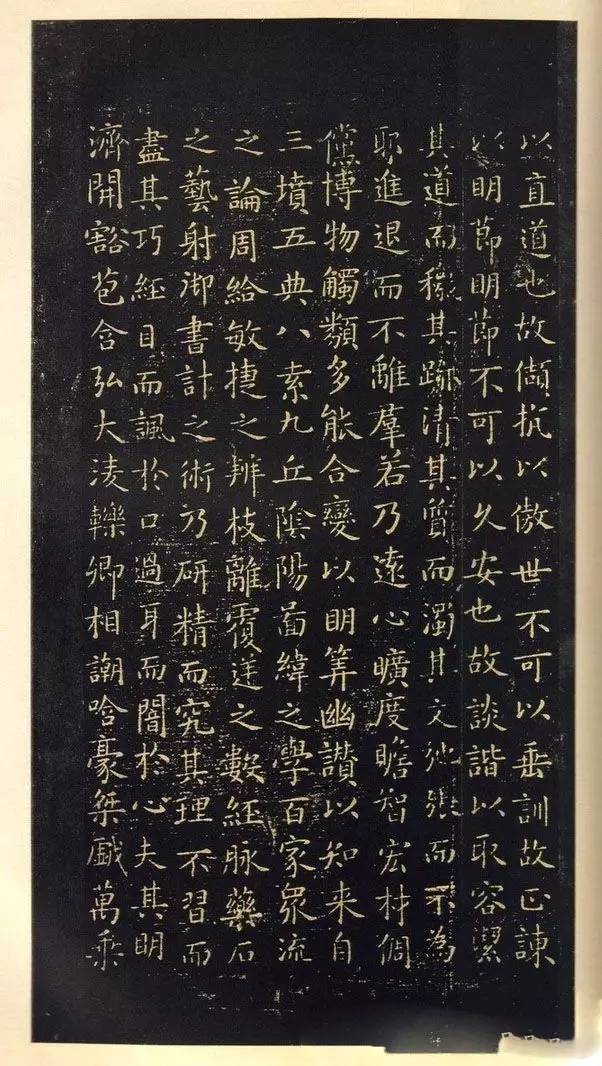 以直道也故傾抗以傲世不可以垂訓故正諫
以明節明節不可以久安也故談諧以取容潔
其道而穢其跡清其質而濁其文弛張而不為
耶進退而不離羣若乃遠心曠度贍智宏材倜
儻博物觸類多能合變以明筭幽讚以知来自
三墳五典八索九丘陰陽啚緯之學百家眾流
之論周給敏捷之辨枝離覆逆之數経脉藥石
之藝射御書計之術乃研精而究其理不習而
盡其巧経目而諷於口過耳而闇於心夫其明
濟開豁苞含弘大淩轢卿相謿哈豪桀戲萬乘